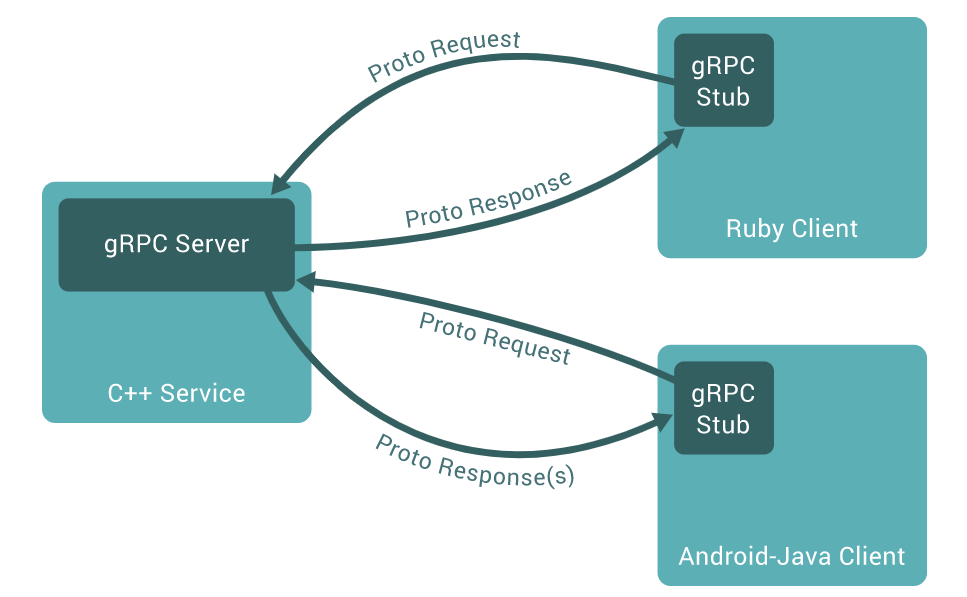 Proto Request
gRPC
Stub
Ruby Client
Proto Response
gRPC Server
C++ Service
Proto Request
gRPC
Stub
Android-Java Client
Proto Response(s)